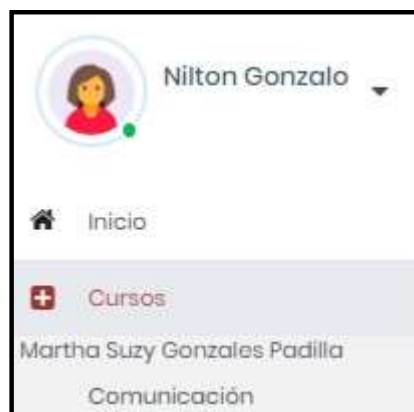 Nilton Gonzalo
Inicio
Cursos
Martha Suzy Gonzales Padilla
Comunicación